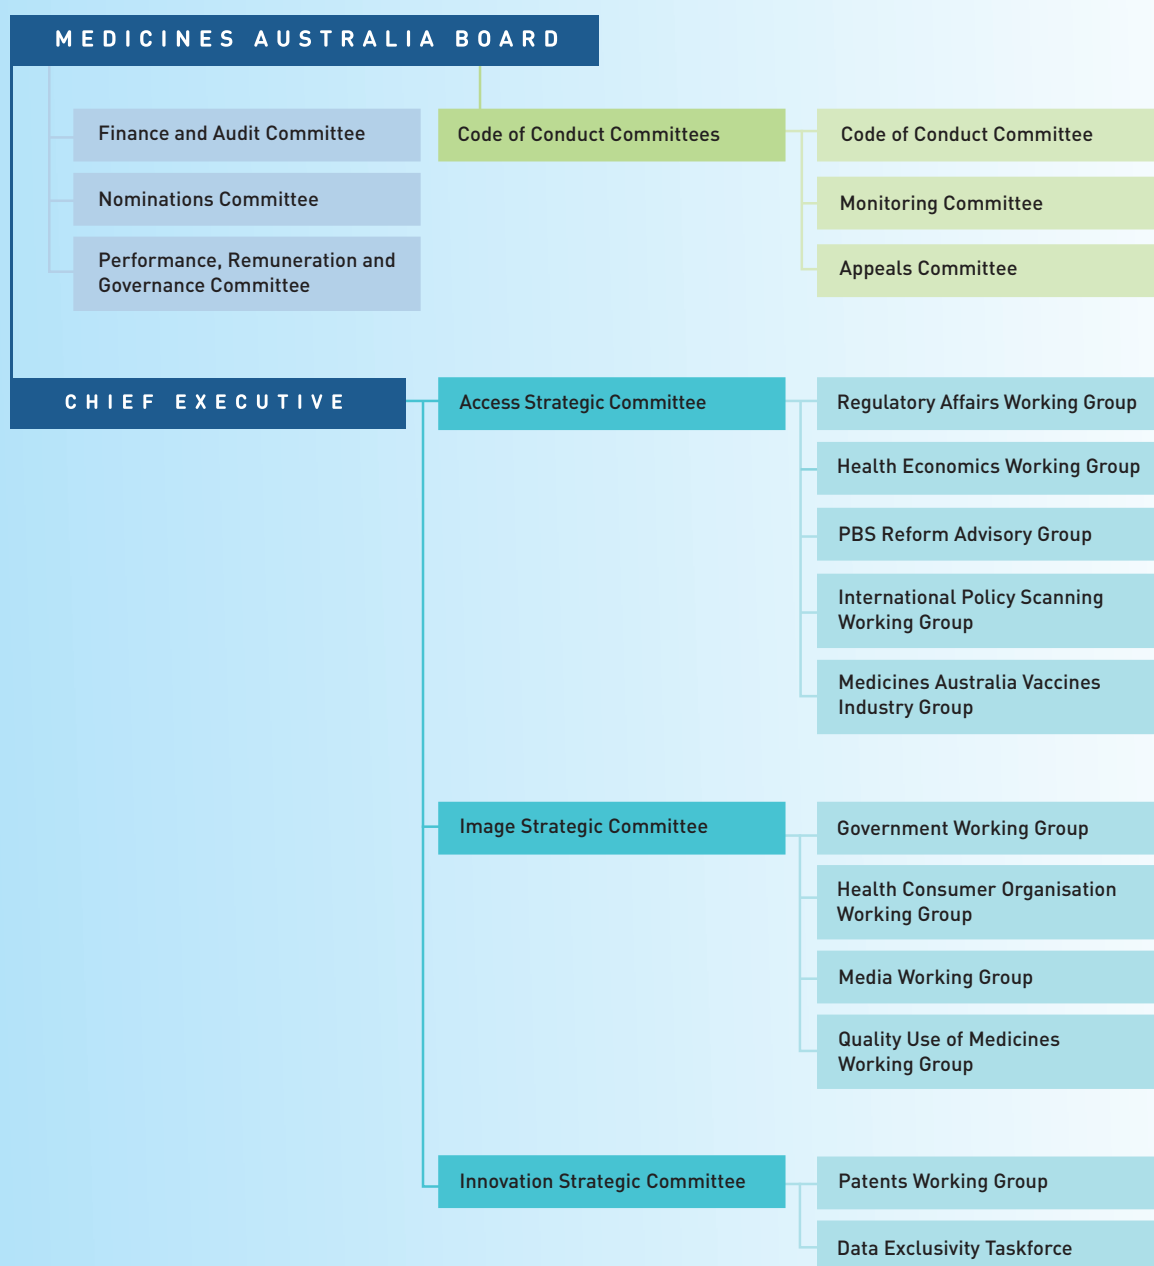 MEDICINES AUSTRALIA BOARD
Finance and Audit Committee
Nominations Committee
Performance, Remuneration and
Governance Committee
Code of Conduct Committees
Code of Conduct Committee
Monitoring Committee
Appeals Committee
CHIEF EXECUTIVE
Access Strategic Committee
Regulatory Affairs Working Group
Health Economics Working Group
PBS Reform Advisory Group
International Policy Scanning
Working Group
Medicines Australia Vaccines
Industry Group
Image Strategic Committee
Government Working Group
Health Consumer Organisation
Working Group
Media Working Group
Quality Use of Medicines
Working Group
Innovation Strategic Committee
Patents Working Group
Data Exclusivity Taskforce